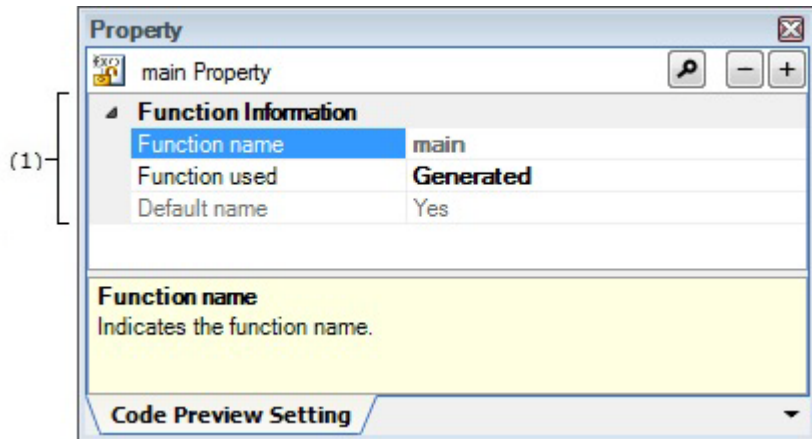 Property
main Property
Function Information
Function name main
Function used Generated
Default name Yes
(1)
Function name
Indicates the function name.
Code Preview Setting